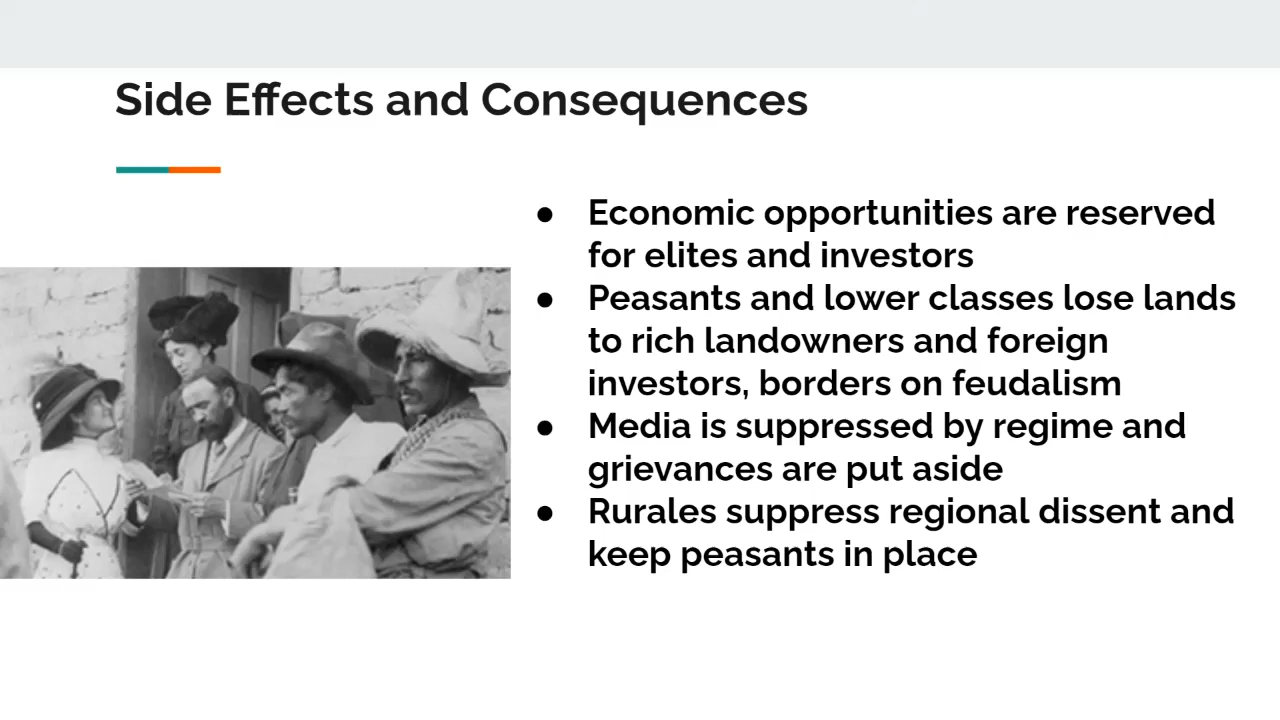 Side Effects and Consequences
● Economic opportunities are reserved
for elites and investors
● Peasants and lower classes lose lands
to rich landowners and foreign
investors, borders on feudalism
● Media is suppressed by regime and
grievances are put aside
● Rurales suppress regional dissent and
keep peasants in place